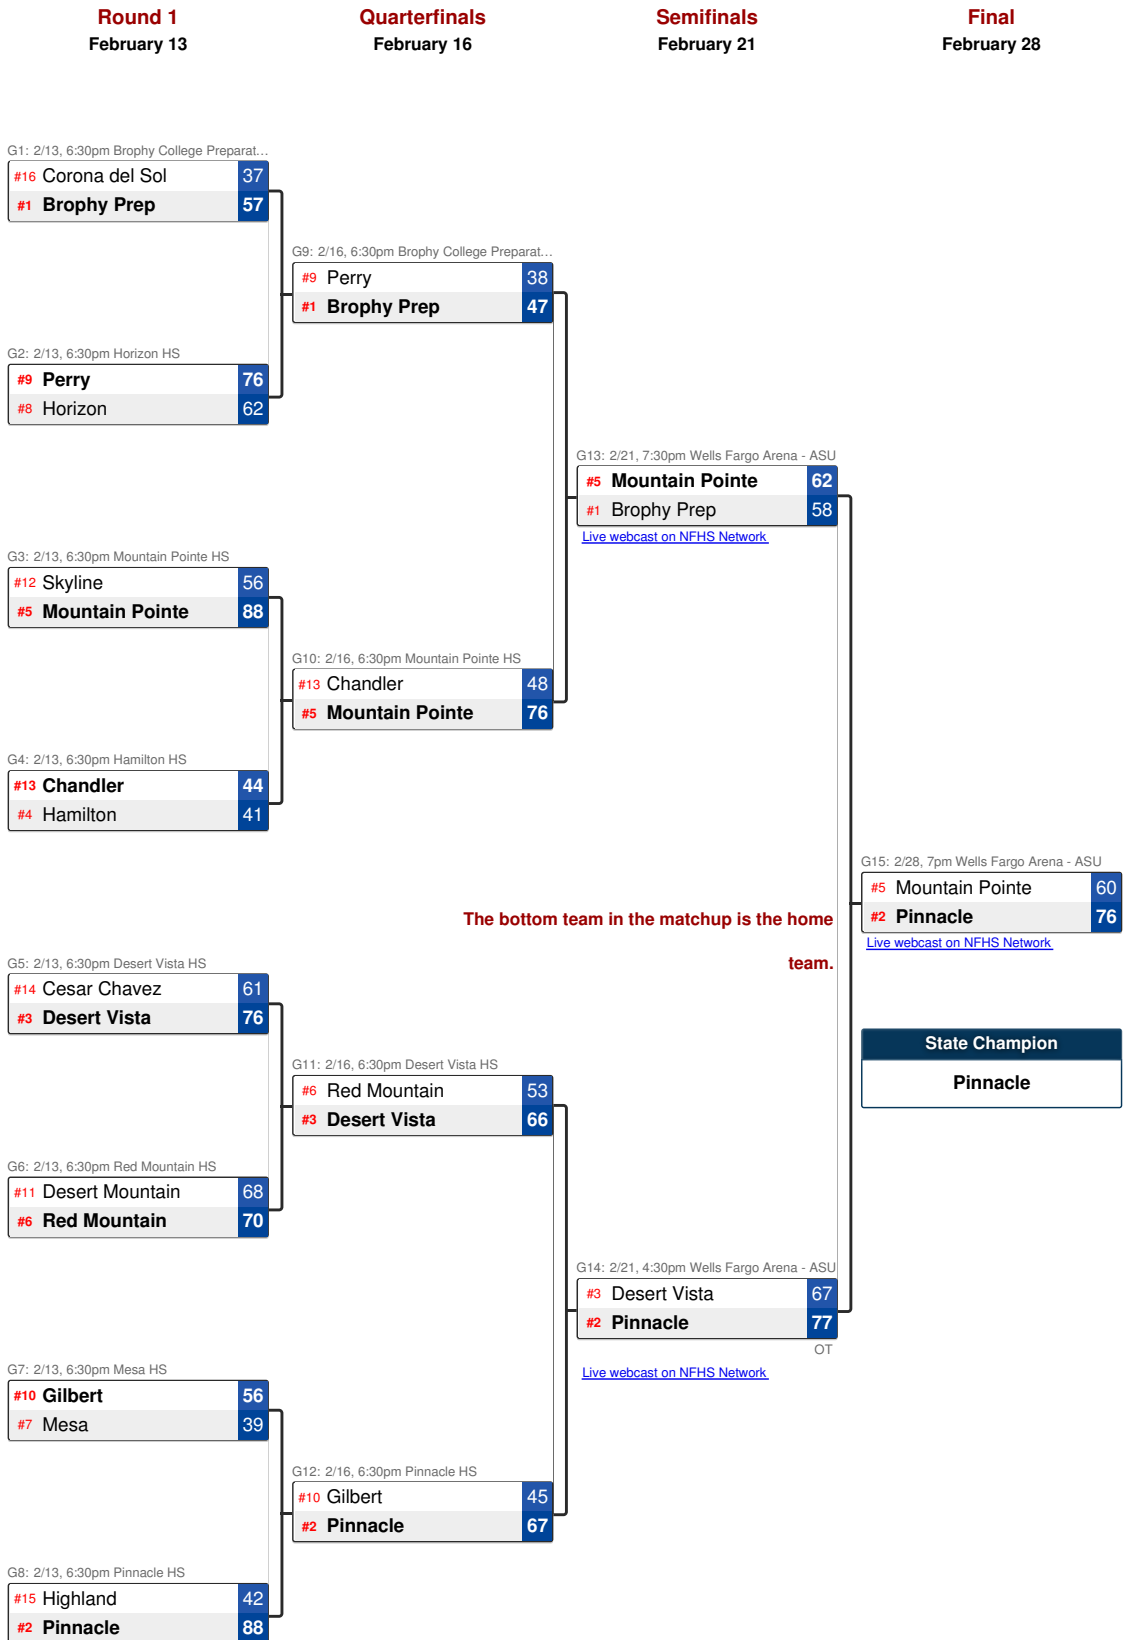 Round 1
February 13
Quarterfinals
February 16
Semifinals
February 21
Final
February 28
G1: 2/13, 6:30pm Brophy College Preparat...
#16 Corona del Sol 37
#1 Brophy Prep 57
G9: 2/16, 6:30pm Brophy College Preparat...
#9 Perry 38
#1 Brophy Prep 47
G2: 2/13, 6:30pm Horizon HS
#9 Perry 76
#8 Horizon 62
G13: 2/21, 7:30pm Wells Fargo Arena - ASU
#5 Mountain Pointe 62
#1 Brophy Prep 58
Live webcast on NFHS Network
G3: 2/13, 6:30pm Mountain Pointe HS
#12 Skyline 56
#5 Mountain Pointe 88
G10: 2/16, 6:30pm Mountain Pointe HS
#13 Chandler 48
#5 Mountain Pointe 76
G4: 2/13, 6:30pm Hamilton HS
#13 Chandler 44
#4 Hamilton 41
G15: 2/28, 7pm Wells Fargo Arena - ASU
#5 Mountain Pointe 60
#2 Pinnacle 76
Live webcast on NFHS Network
The bottom team in the matchup is the home
team.
G5: 2/13, 6:30pm Desert Vista HS
#14 Cesar Chavez 61
#3 Desert Vista 76
State Champion
Pinnacle
G11: 2/16, 6:30pm Desert Vista HS
#6 Red Mountain 53
#3 Desert Vista 66
G6: 2/13, 6:30pm Red Mountain HS
#11 Desert Mountain 68
#6 Red Mountain 70
G14: 2/21, 4:30pm Wells Fargo Arena - ASU
#3 Desert Vista 67
#2 Pinnacle 77
OT
Live webcast on NFHS Network
G7: 2/13, 6:30pm Mesa HS
#10 Gilbert 56
#7 Mesa 39
G12: 2/16, 6:30pm Pinnacle HS
#10 Gilbert 45
#2 Pinnacle 67
G8: 2/13, 6:30pm Pinnacle HS
#15 Highland 42
#2 Pinnacle 88